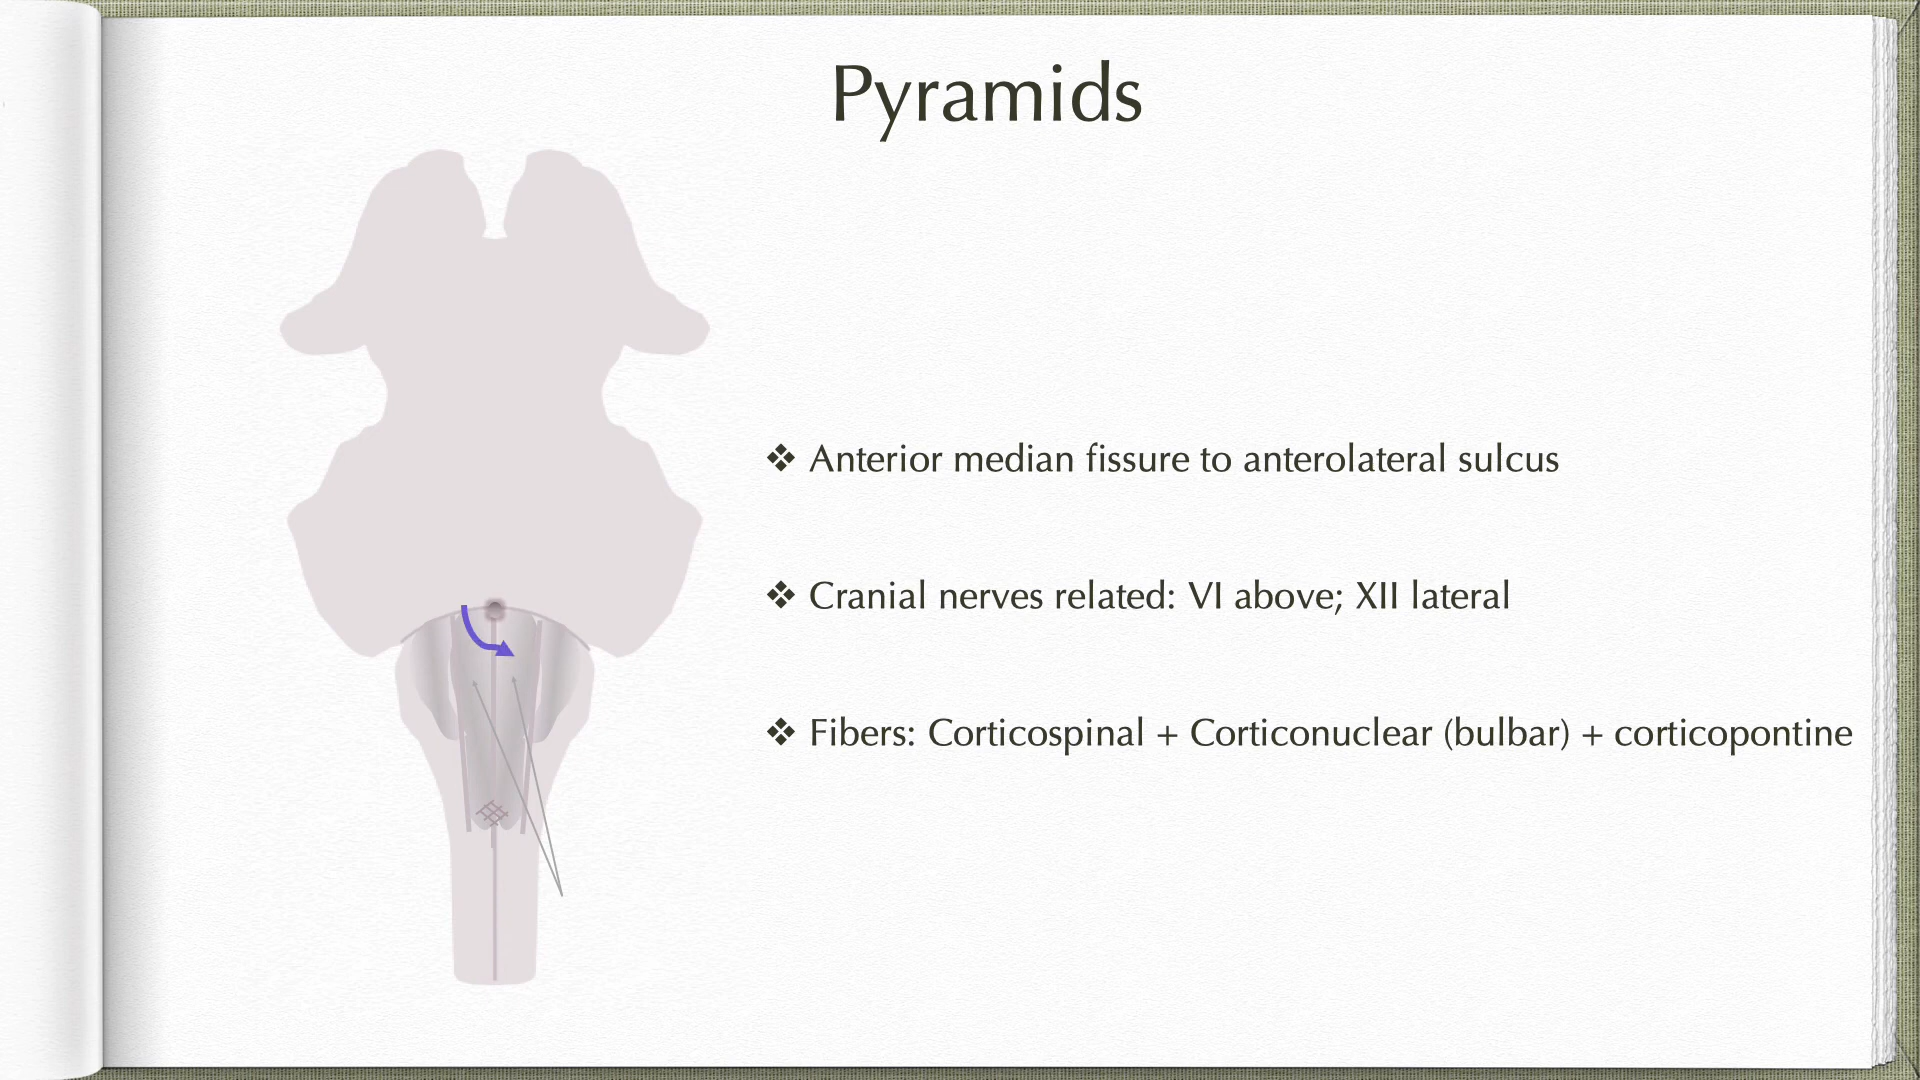 Pyramids
❖ Anterior median fissure to anterolateral sulcus
❖ Cranial nerves related: VI above; XII lateral
❖ Fibers: Corticospinal + Corticonuclear (bulbar) + corticopontine